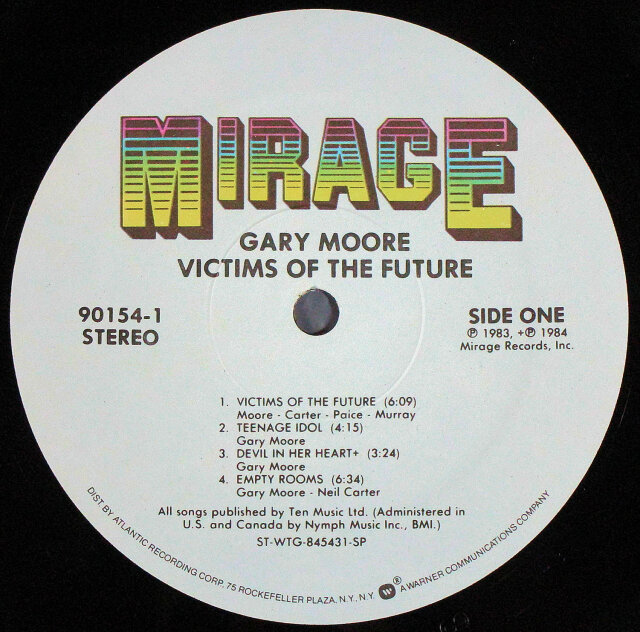 MIRAGE
GARY MOORE
VICTIMS OF THE FUTURE
90154-1
STEREO
SIDE ONE
℗ 1983, +℗ 1984
Mirage Records, Inc.
1. VICTIMS OF THE FUTURE (6:09)
Moore - Carter - Paice - Murray
2. TEENAGE IDOL (4:15)
Gary Moore
3. DEVIL IN HER HEART+ (3:24)
Gary Moore
4. EMPTY ROOMS (6:34)
Gary Moore - Neil Carter
All songs published by Ten Music Ltd. (Administered in
U.S. and Canada by Nymph Music Inc., BMI.)
ST-WTG-845431-SP
DIST. BY ATLANTIC RECORDING CORP. 75 ROCKEFELLER PLAZA, N.Y., N.Y. W® A WARNER COMMUNICATIONS COMPANY